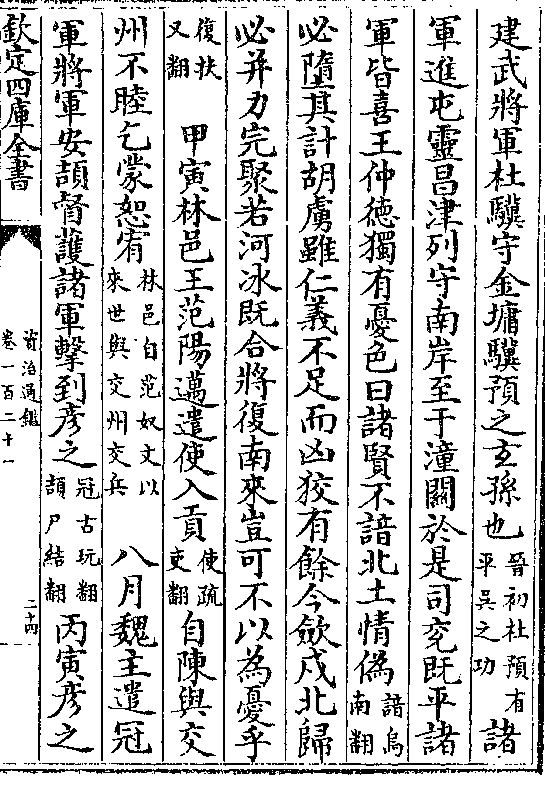 建武將軍杜驥守金墉驥預之玄孫也晉初杜預有平吳之功諸
軍進屯靈昌津列守南岸至于潼關於是司兖既平諸
軍皆喜王仲德獨有憂色曰諸賢不諳北土情偽諳烏南翻
必墮其計胡虜雖仁義不足而凶狡有餘今斂戍北歸
必并力完聚若河冰既合將復南來豈可不以為憂乎
復扶又翻　甲寅林邑王范陽邁遣使入貢使疏吏翻自陳與交
州不睦乞蒙恕宥林邑自范奴文以來世與交州交兵　八月魏主遣冠
軍將軍安頡督護諸軍擊到彦之冠古玩翻頡戶結翻丙寅彦之
欽定四庫全書
資治通鑑
卷一百二十一
二十四